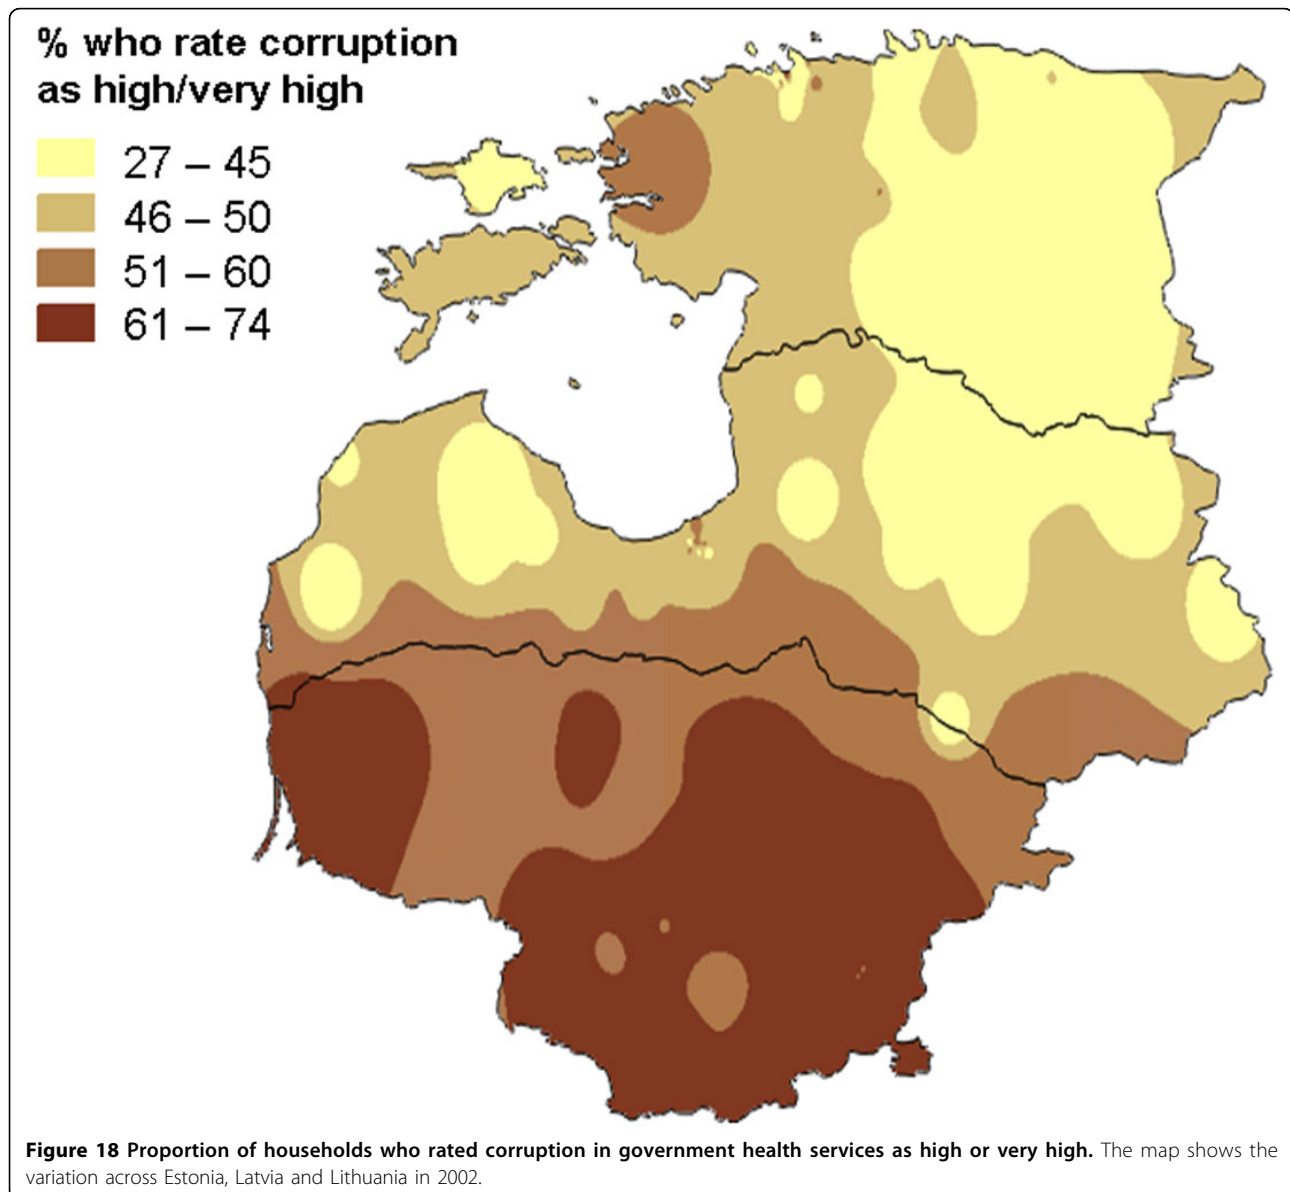 % who rate corruption
as high/very high
27 – 45
46 – 50
51 – 60
61 – 74
Figure 18 Proportion of households who rated corruption in government health services as high or very high. The map shows the
variation across Estonia, Latvia and Lithuania in 2002.